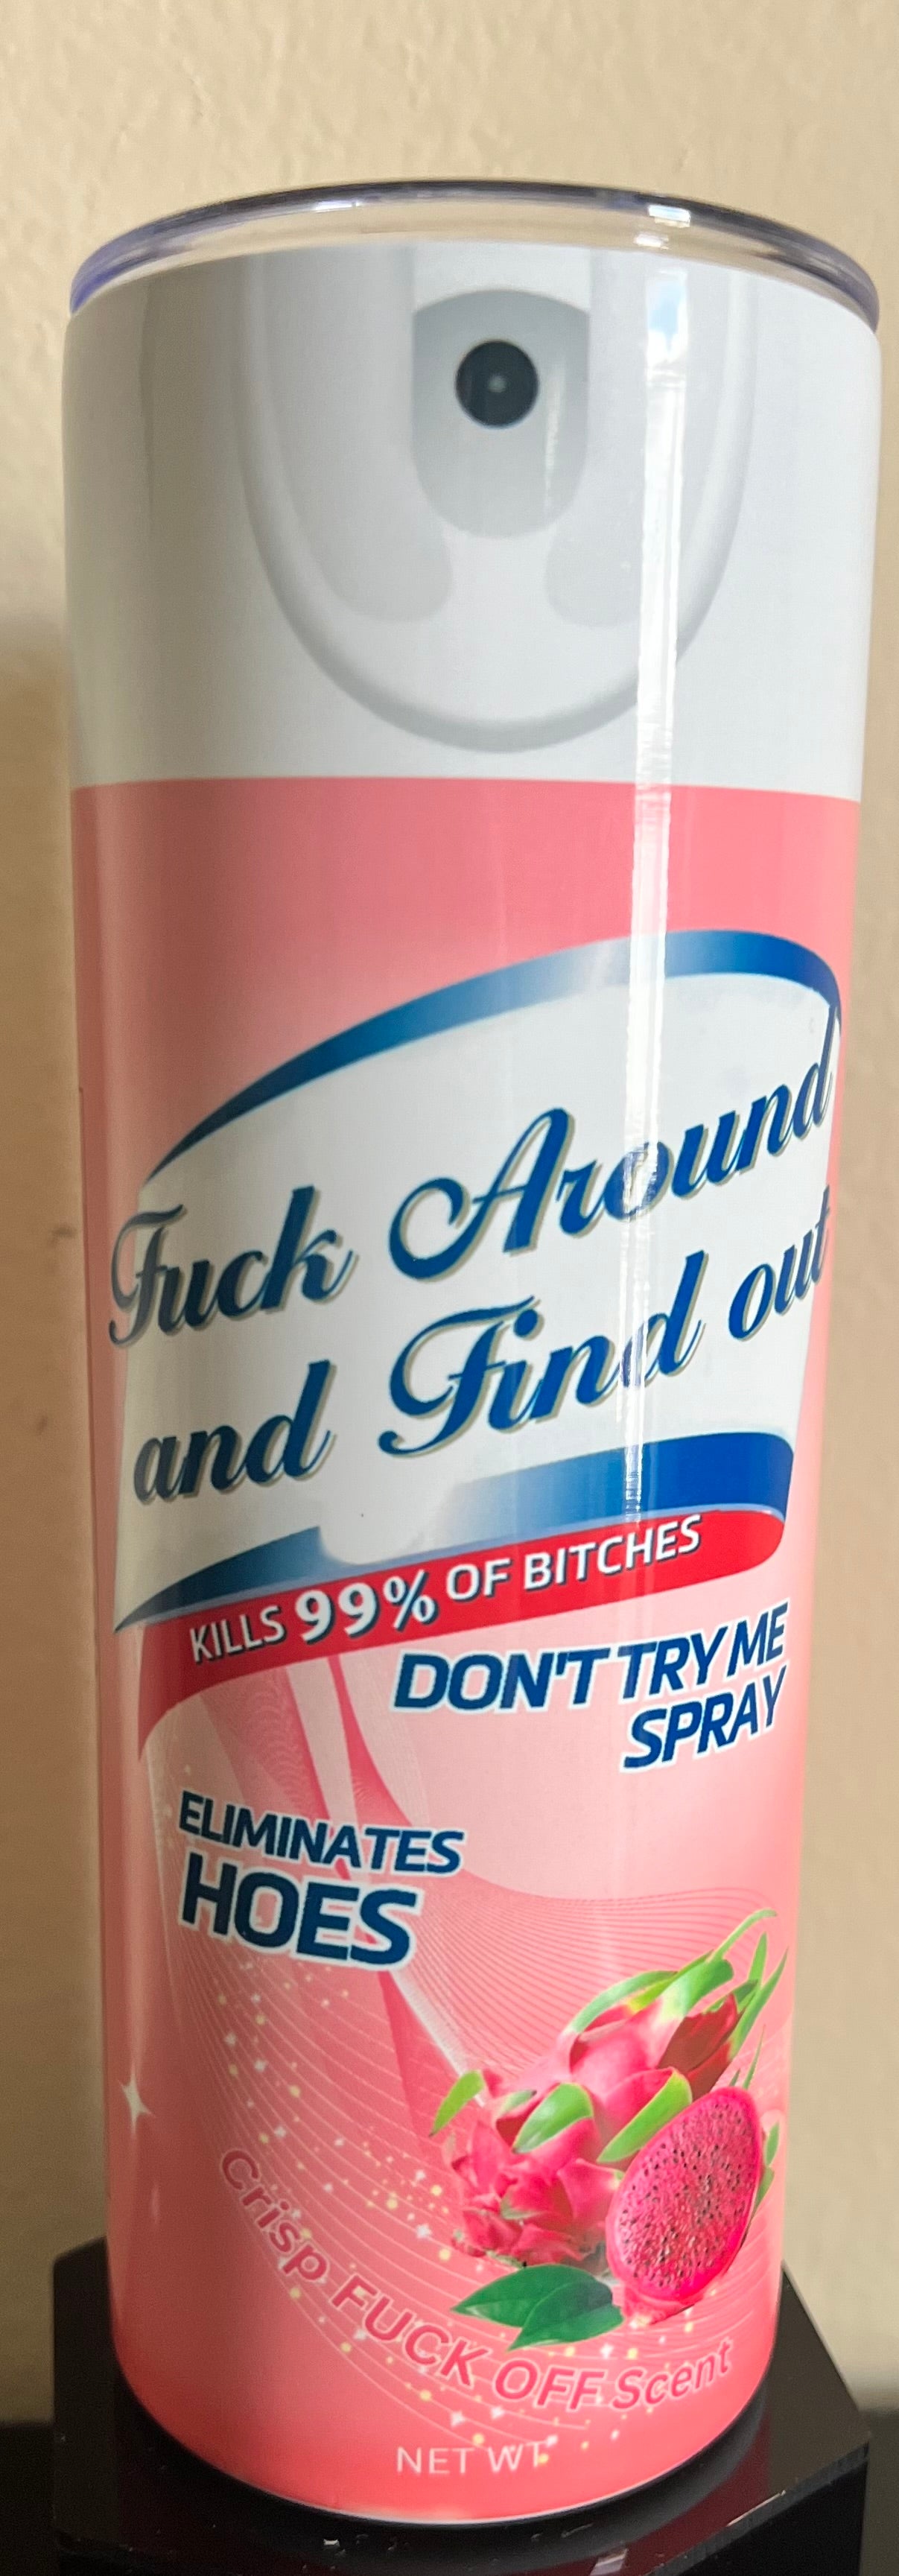 Fuck Around
and Find out
KILLS 99% OF BITCHES
DON'T TRY ME
SPRAY
ELIMINATES
HOES
Crisp FUCK OFF Scent
NET WT